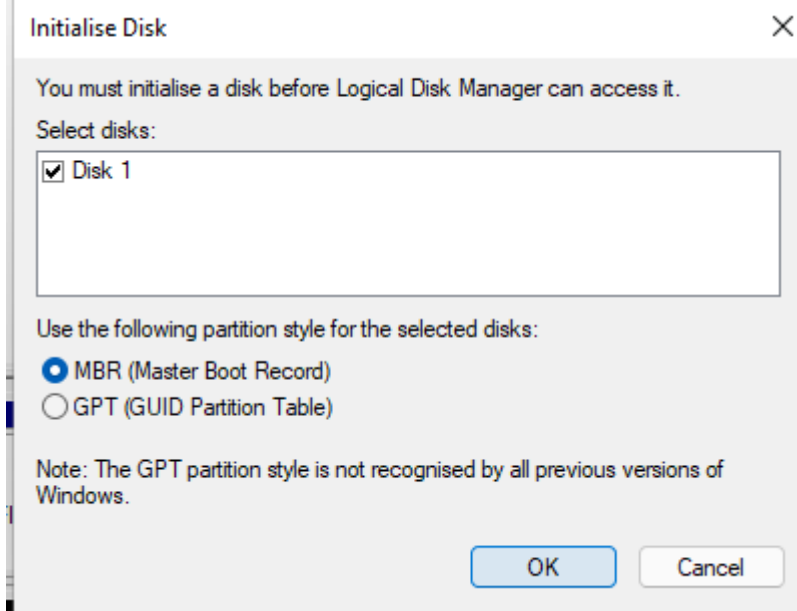 Initialise Disk
You must initialise a disk before Logical Disk Manager can access it.
Select disks:
Disk 1
Use the following partition style for the selected disks:
MBR (Master Boot Record)
GPT (GUID Partition Table)
Note: The GPT partition style is not recognised by all previous versions of
Windows.
OK Cancel